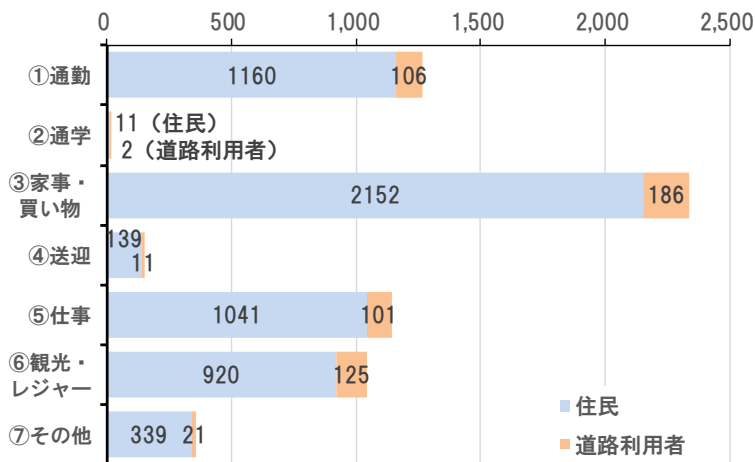 0 500 1,000 1,500 2,000 2,500
①通勤 1160 106
②通学 11（住民）
2（道路利用者）
③家事・
買い物 2152 186
④送迎 139
11
⑤仕事 1041 101
⑥観光・
レジャー 920 125
⑦その他 339 21
住民
道路利用者